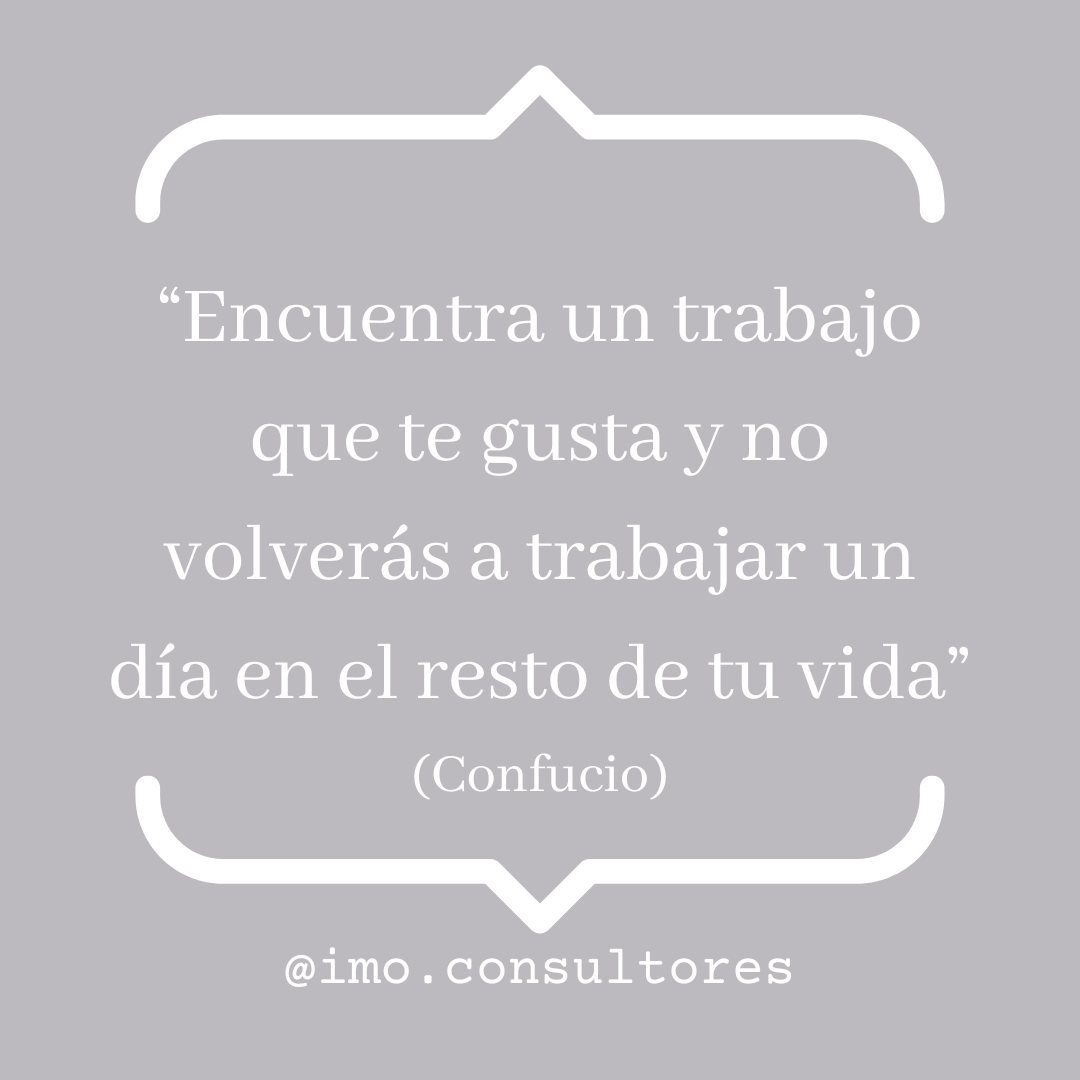 “Encuentra un trabajo
que te gusta y no
volverás a trabajar un
día en el resto de tu vida”
(Confucio)
@imo.consultores